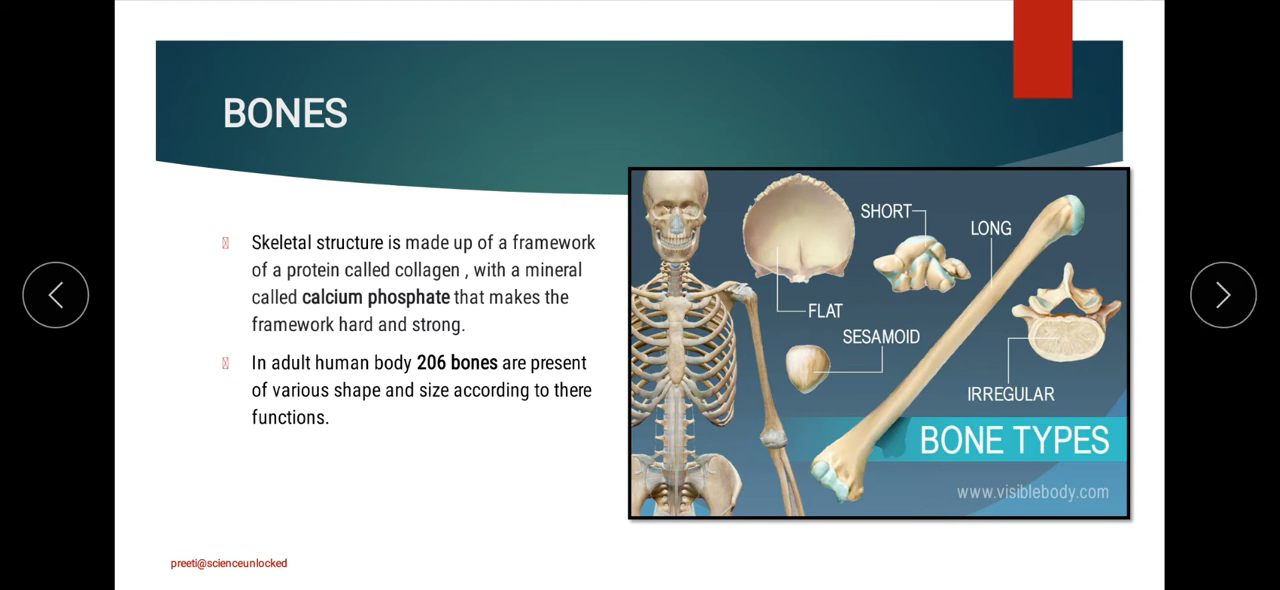 BONES
Skeletal structure is made up of a framework
of a protein called collagen , with a mineral
called calcium phosphate that makes the
framework hard and strong.
In adult human body 206 bones are present
of various shape and size according to there
functions.
SHORT
LONG
FLAT
SESAMOID
IRREGULAR
BONE TYPES
www.visiblebody.com
preeti@scienceunlocked